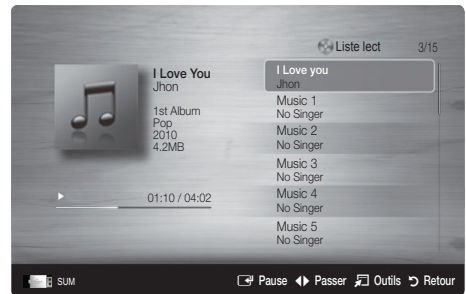 Liste lect 3/15
I Love You
Jhon
1st Album
Pop
2010
4.2MB
01:10 / 04:02
I Love you
Jhon
Music 1
No Singer
Music 2
No Singer
Music 3
No Singer
Music 4
No Singer
Music 5
No Singer
SUM Pause Passer Outils Retour